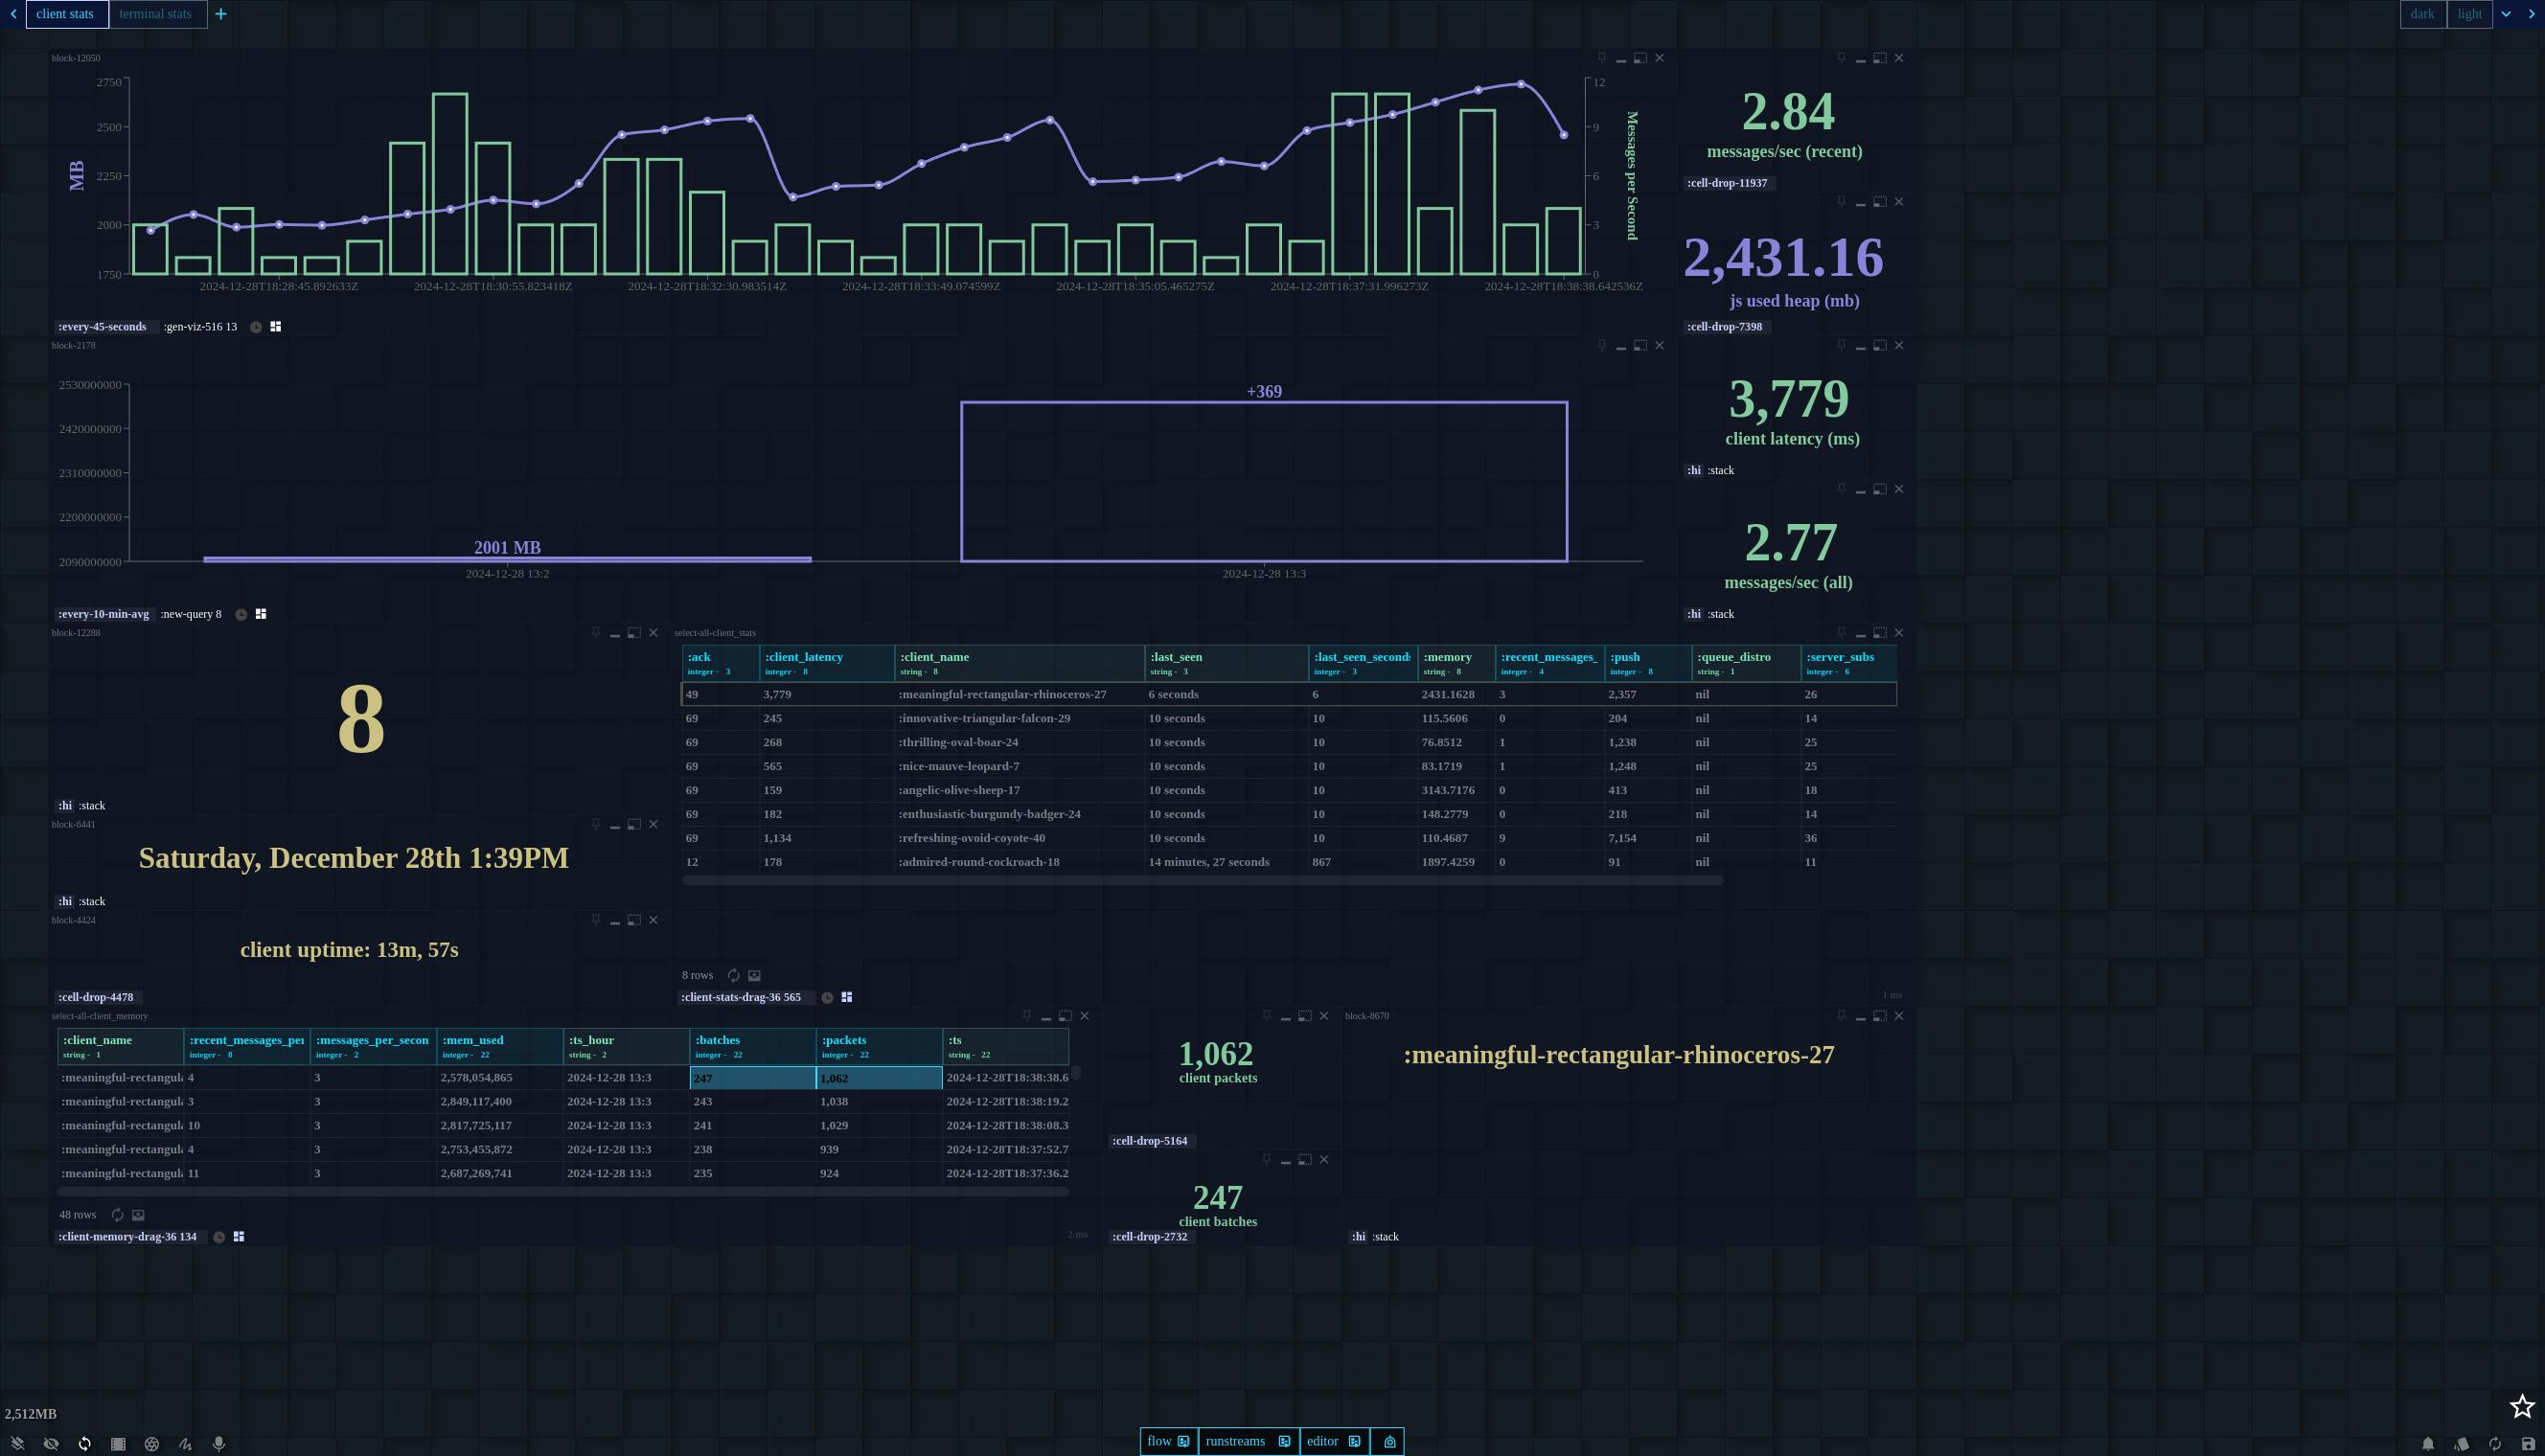 client stats
terminal stats
dark
light
block-12050
2750
2500
2250
2000
1750
MB
12
9
6
3
0
Messages per Second
2024-12-28T18:28:45.892633Z
2024-12-28T18:30:55.823418Z
2024-12-28T18:32:30.983514Z
2024-12-28T18:33:49.074599Z
2024-12-28T18:35:05.465275Z
2024-12-28T18:37:31.996273Z
2024-12-28T18:38:38.642536Z
:every-45-seconds :gen-viz-516 13
2.84
messages/sec (recent)
:cell-drop-11937
2,431.16
js used heap (mb)
:cell-drop-7398
block-2178
2530000000
2420000000
2310000000
2200000000
2090000000
2001 MB
+369
2024-12-28 13:2
2024-12-28 13:3
:every-10-min-avg :new-query 8
3,779
client latency (ms)
:hi :stack
2.77
messages/sec (all)
:hi :stack
block-12288
8
:hi :stack
block-6441
Saturday, December 28th 1:39PM
:hi :stack
block-4424
client uptime: 13m, 57s
:cell-drop-4478
select-all-client_stats
:ack :client_latency :client_name :last_seen :last_seen_seconds :memory :recent_messages_ :push :queue_distro :server_subs
integer - 3 integer - 8 string - 8 string - 3 integer - 3 string - 8 integer - 4 integer - 8 string - 1 integer - 6
49 3,779 :meaningful-rectangular-rhinoceros-27 6 seconds 6 2431.1628 3 2,357 nil 26
69 245 :innovative-triangular-falcon-29 10 seconds 10 115.5606 0 204 nil 14
69 268 :thrilling-oval-boar-24 10 seconds 10 76.8512 1 1,238 nil 25
69 565 :nice-mauve-leopard-7 10 seconds 10 83.1719 1 1,248 nil 25
69 159 :angelic-olive-sheep-17 10 seconds 10 3143.7176 0 413 nil 18
69 182 :enthusiastic-burgundy-badger-24 10 seconds 10 148.2779 0 218 nil 14
69 1,134 :refreshing-ovoid-coyote-40 10 seconds 10 110.4687 9 7,154 nil 36
12 178 :admired-round-cockroach-18 14 minutes, 27 seconds 867 1897.4259 0 91 nil 11
8 rows
:client-stats-drag-36 565
1 ms
select-all-client_memory
:client_name :recent_messages_per :messages_per_secon :mem_used :ts_hour :batches :packets :ts
string - 1 integer - 8 integer - 2 integer - 22 string - 2 integer - 22 integer - 22 string - 22
:meaningful-rectangula 4 3 2,578,054,865 2024-12-28 13:3 247 1,062 2024-12-28T18:38:38.6
:meaningful-rectangula 3 3 2,849,117,400 2024-12-28 13:3 243 1,038 2024-12-28T18:38:19.2
:meaningful-rectangula 10 3 2,817,725,117 2024-12-28 13:3 241 1,029 2024-12-28T18:38:08.3
:meaningful-rectangula 4 3 2,753,455,872 2024-12-28 13:3 238 939 2024-12-28T18:37:52.7
:meaningful-rectangula 11 3 2,687,269,741 2024-12-28 13:3 235 924 2024-12-28T18:37:36.2
48 rows
:client-memory-drag-36 134
2 ms
1,062
client packets
:cell-drop-5164
247
client batches
:cell-drop-2732
block-8670
:meaningful-rectangular-rhinoceros-27
:hi :stack
2,512MB
flow
runstreams
editor